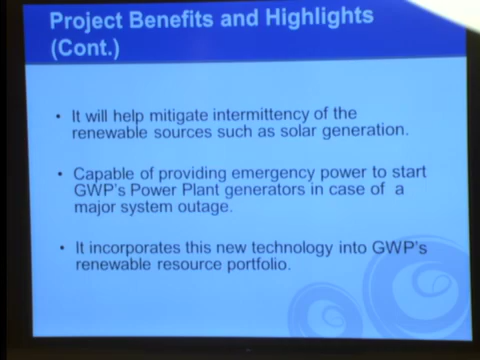 Project Benefits and Highlights
(Cont.)
• It will help mitigate intermittency of the
renewable sources such as solar generation.
• Capable of providing emergency power to start
GWP's Power Plant generators in case of a
major system outage.
• It incorporates this new technology into GWP's
renewable resource portfolio.